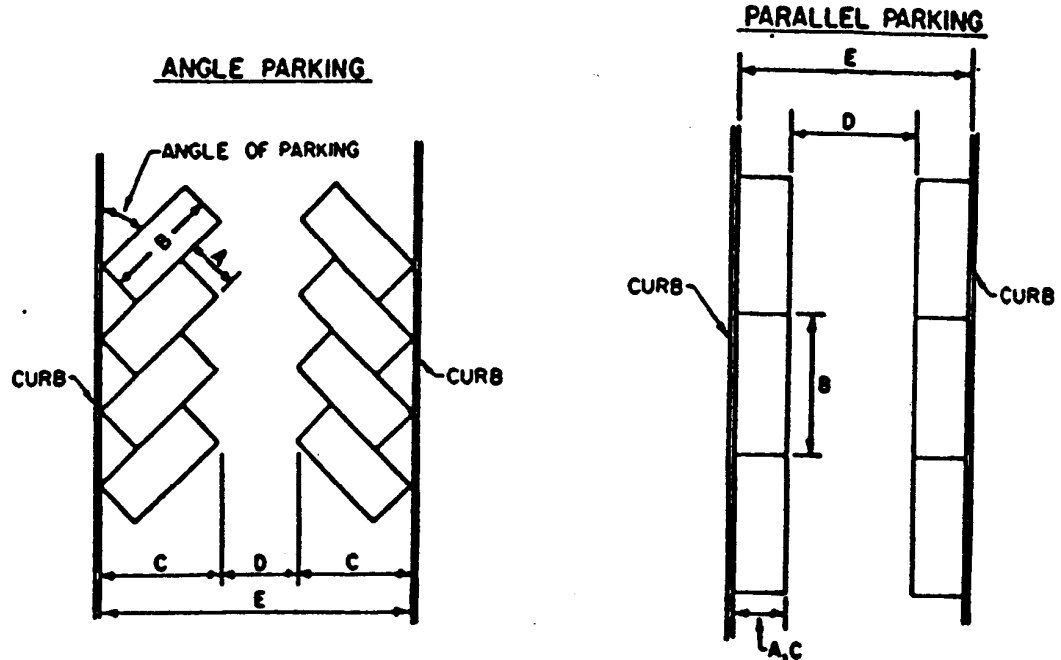 ANGLE PARKING
ANGLE OF PARKING
B
A
CURB
CURB
C D C
E
PARALLEL PARKING
E
D
CURB
CURB
B
A,C